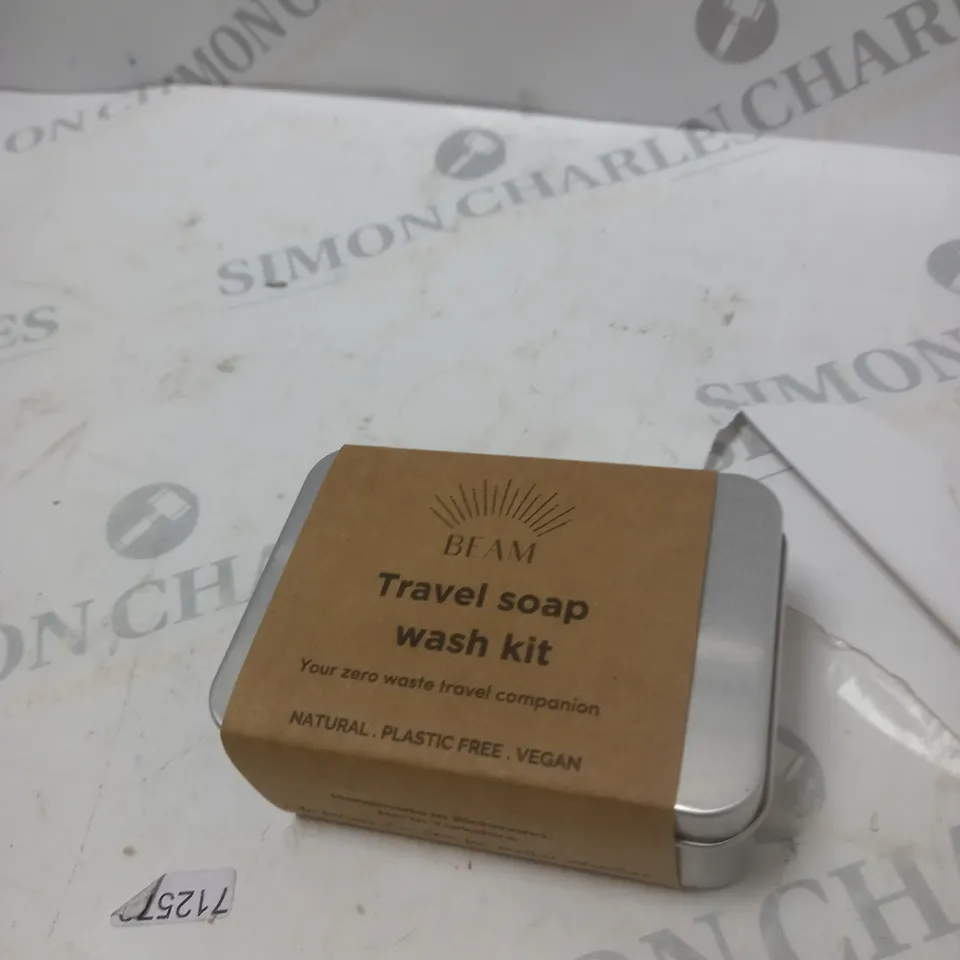 SIMON CHARLES
SIMON CHARLES
SIMON
BEAM
Travel soap
wash kit
Your zero waste travel companion
NATURAL . PLASTIC FREE . VEGAN